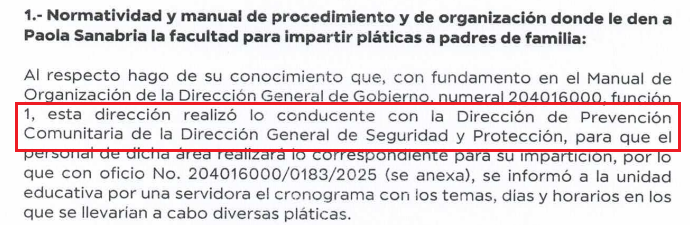 1.- Normatividad y manual de procedimiento y de organización donde le den a
Paola Sanabria la facultad para impartir pláticas a padres de familia:
Al respecto hago de su conocimiento que, con fundamento en el Manual de
Organización de la Dirección General de Gobierno, numeral 204016000, función
1, esta dirección realizó lo conducente con la Dirección de Prevención
Comunitaria de la Dirección General de Seguridad y Protección, para que el
personal de dicha área realizará lo correspondiente para su impartición, por lo
que con oficio No. 204016000/0183/2025 (se anexa), se informó a la unidad
educativa por una servidora el cronograma con los temas, días y horarios en los
que se llevarían a cabo diversas pláticas.